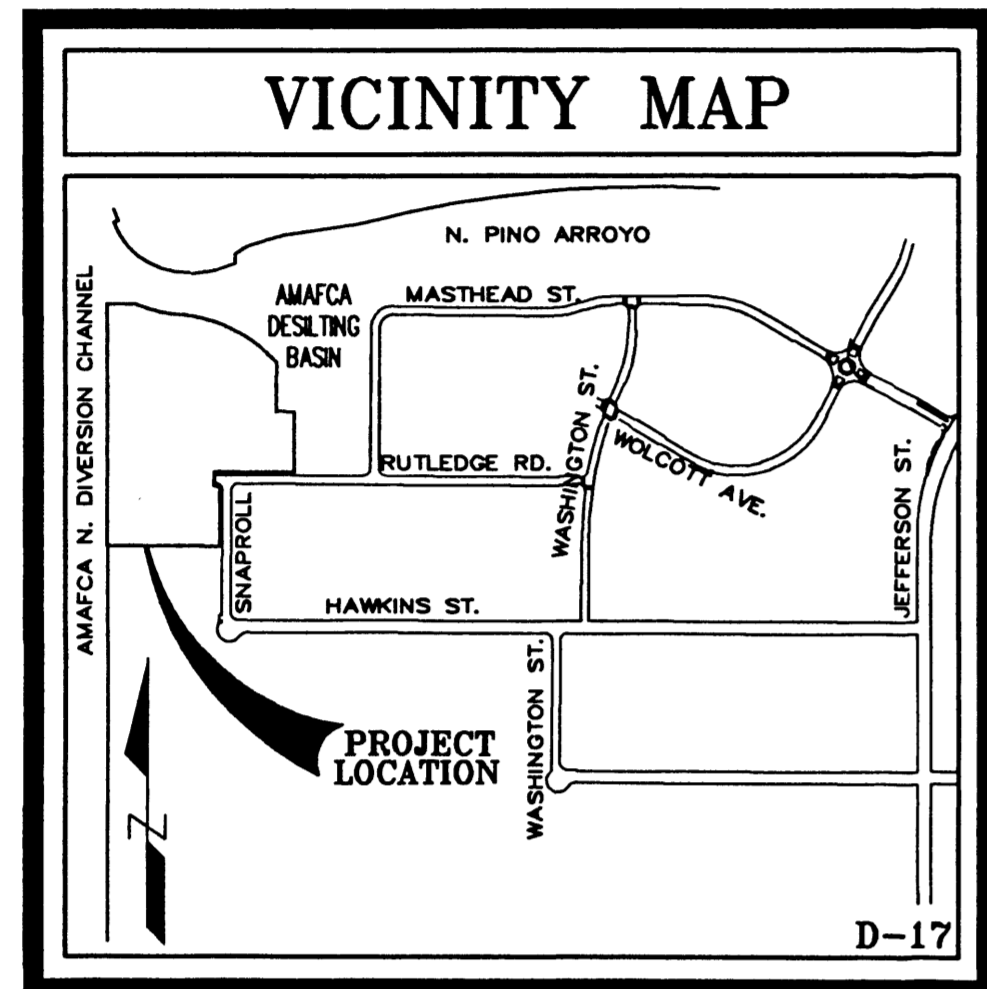 VICINITY MAP
N. PINO ARROYO
AMAFCA
DESILTING
BASIN
MASTHEAD ST.
AMAFCA N. DIVERSION CHANNEL
WASHINGTON ST.
WOLCOTT AVE.
RUTLEDGE RD.
JEFFERSON ST.
SNAPROLL
HAWKINS ST.
WASHINGTON ST.
PROJECT
LOCATION
N
D-17